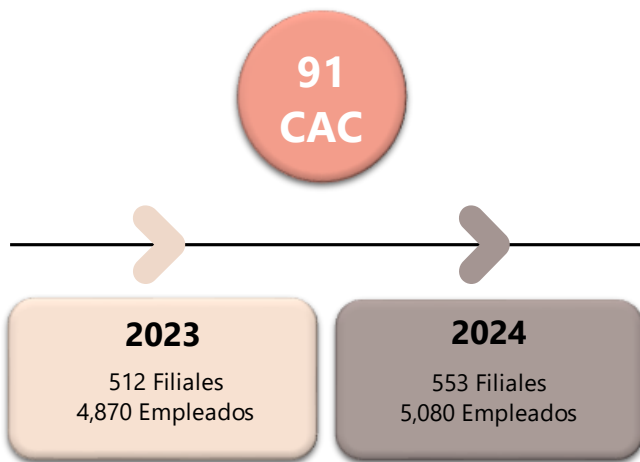 91
CAC
2023
512 Filiales
4,870 Empleados
2024
553 Filiales
5,080 Empleados